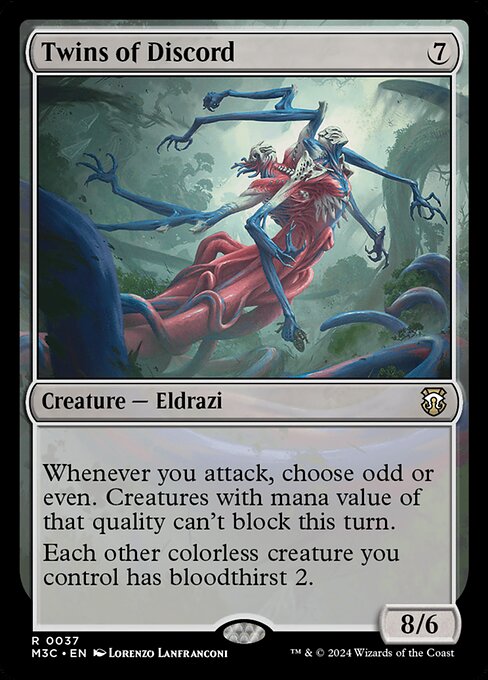 Twins of Discord 7
Creature — Eldrazi
Whenever you attack, choose odd or
even. Creatures with mana value of
that quality can't block this turn.
Each other colorless creature you
control has bloodthirst 2.
8/6
R 0037
M3C • EN Lorenzo Lanfranconi
™ & © 2024 Wizards of the Coast